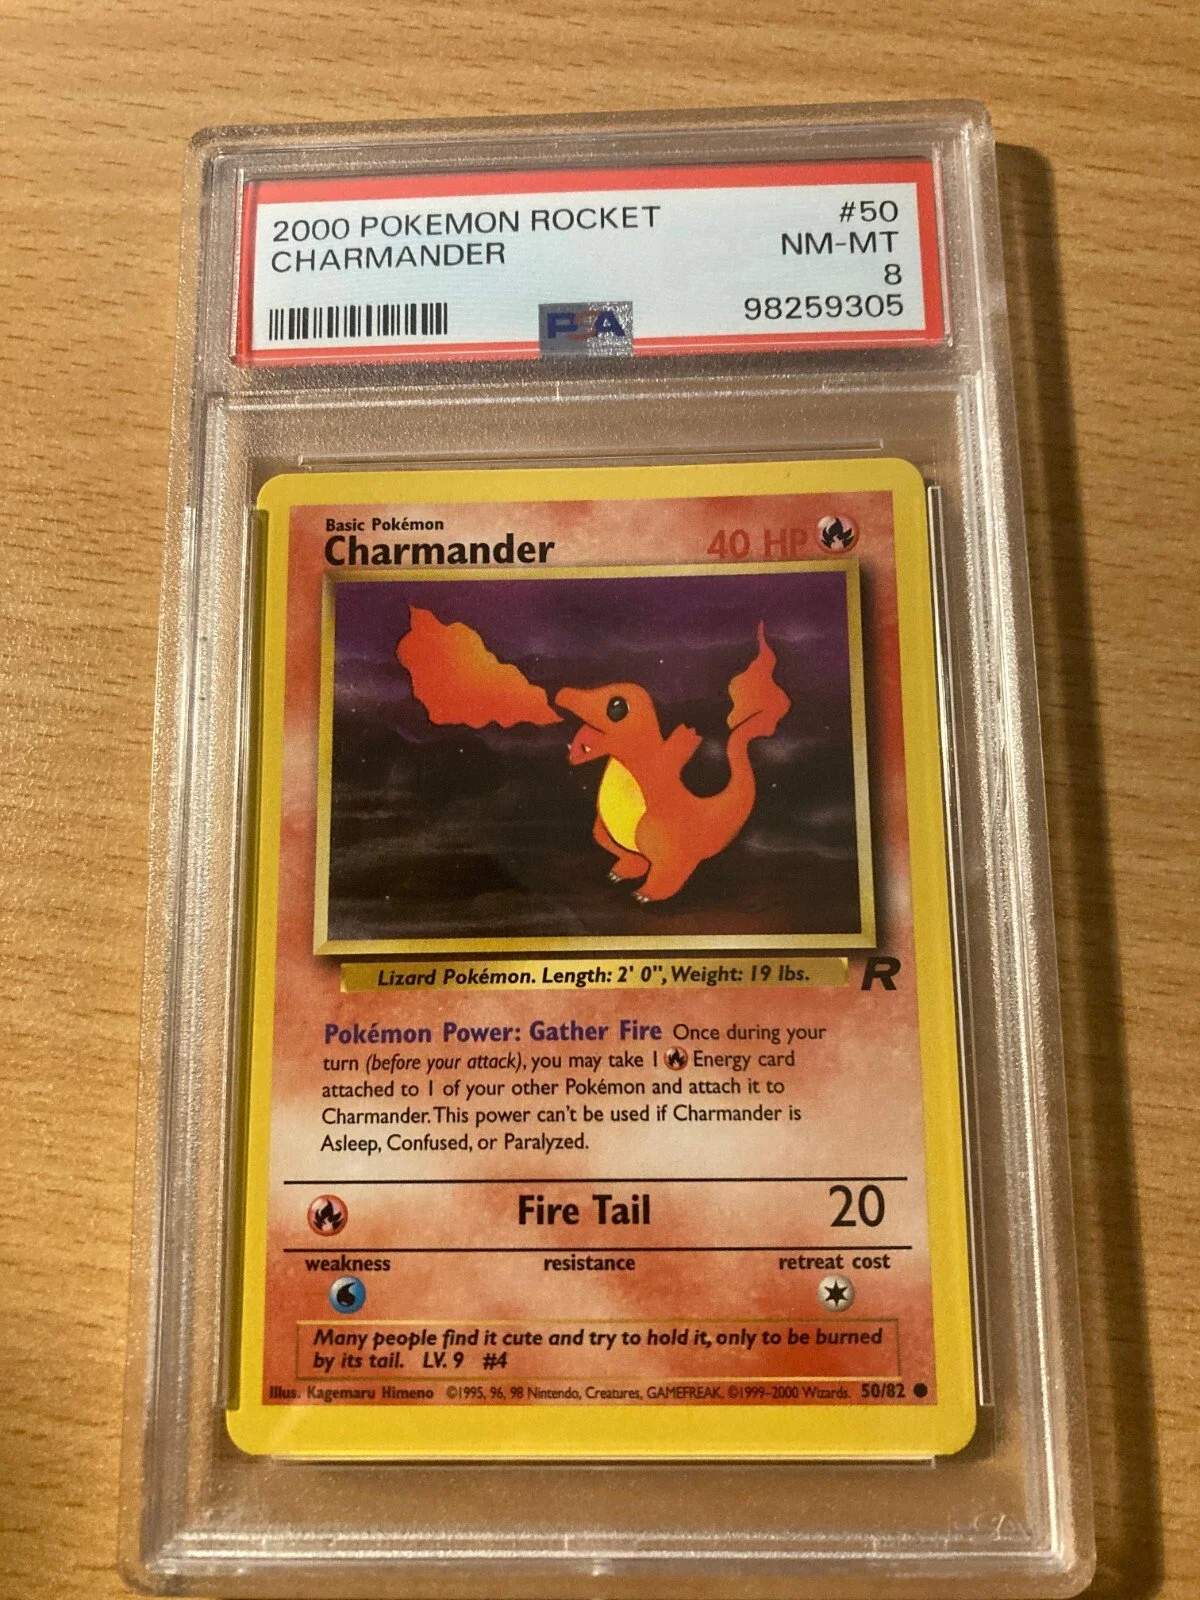 2000 POKEMON ROCKET #50
CHARMANDER NM-MT
8
PSA 98259305
Basic Pokémon
Charmander 40 HP
Lizard Pokémon. Length: 2' 0", Weight: 19 lbs.
R
Pokémon Power: Gather Fire Once during your
turn (before your attack), you may take 1 Energy card
attached to 1 of your other Pokémon and attach it to
Charmander. This power can't be used if Charmander is
Asleep, Confused, or Paralyzed.
Fire Tail 20
weakness resistance retreat cost
Many people find it cute and try to hold it, only to be burned
by its tail. LV. 9 #4
Illus. Kagemaru Himeno ©1995, 96, 98 Nintendo, Creatures, GAMEFREAK. ©1999–2000 Wizards. 50/82